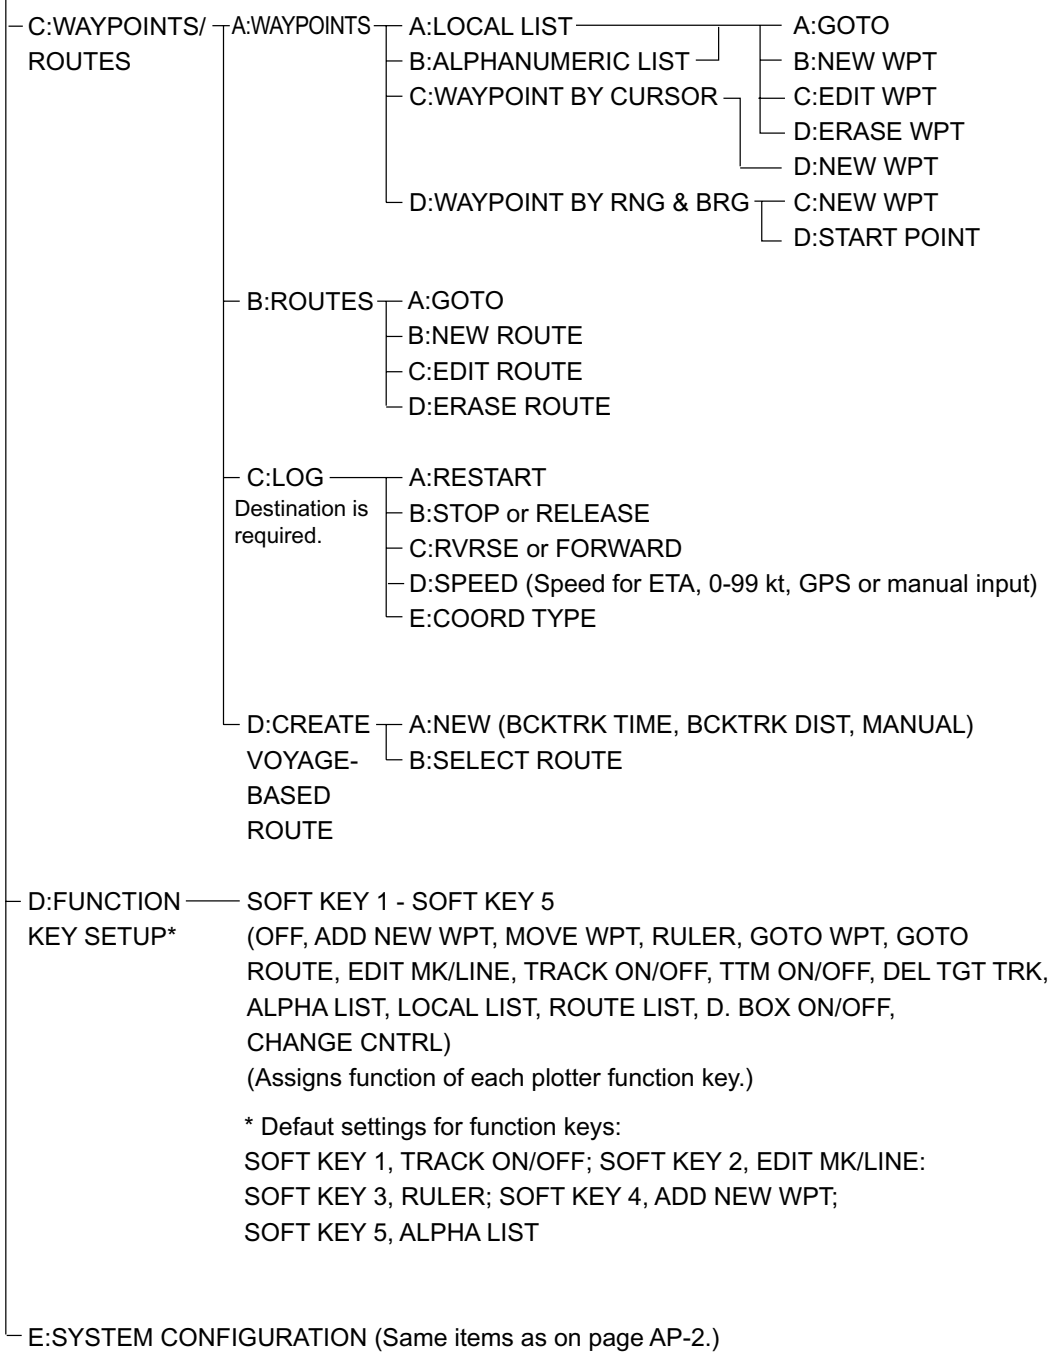 C:WAYPOINTS/ROUTES
A:WAYPOINTS
A:LOCAL LIST
A:GOTO
B:NEW WPT
C:EDIT WPT
D:ERASE WPT
B:ALPHANUMERIC LIST
C:WAYPOINT BY CURSOR
D:NEW WPT
D:WAYPOINT BY RNG & BRG
C:NEW WPT
D:START POINT
B:ROUTES
A:GOTO
B:NEW ROUTE
C:EDIT ROUTE
D:ERASE ROUTE
C:LOG
Destination is
required.
A:RESTART
B:STOP or RELEASE
C:RVRSE or FORWARD
D:SPEED (Speed for ETA, 0-99 kt, GPS or manual input)
E:COORD TYPE
D:CREATE
VOYAGE-
BASED
ROUTE
A:NEW (BCKTRK TIME, BCKTRK DIST, MANUAL)
B:SELECT ROUTE
D:FUNCTION
KEY SETUP*
SOFT KEY 1 - SOFT KEY 5
(OFF, ADD NEW WPT, MOVE WPT, RULER, GOTO WPT, GOTO
ROUTE, EDIT MK/LINE, TRACK ON/OFF, TTM ON/OFF, DEL TGT TRK,
ALPHA LIST, LOCAL LIST, ROUTE LIST, D. BOX ON/OFF,
CHANGE CNTRL)
(Assigns function of each plotter function key.)
* Defaut settings for function keys:
SOFT KEY 1, TRACK ON/OFF; SOFT KEY 2, EDIT MK/LINE:
SOFT KEY 3, RULER; SOFT KEY 4, ADD NEW WPT;
SOFT KEY 5, ALPHA LIST
E:SYSTEM CONFIGURATION (Same items as on page AP-2.)